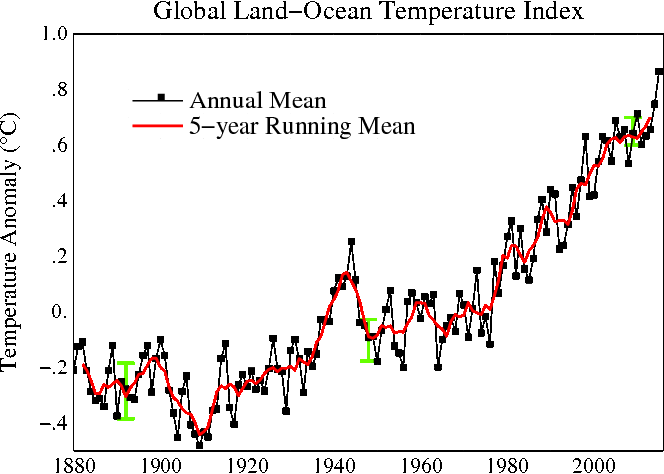 Global Land−Ocean Temperature Index
1.0
.8
.6
.4
.2
0.
−.2
−.4
Temperature Anomaly (°C)
Annual Mean
5−year Running Mean
1880 1900 1920 1940 1960 1980 2000